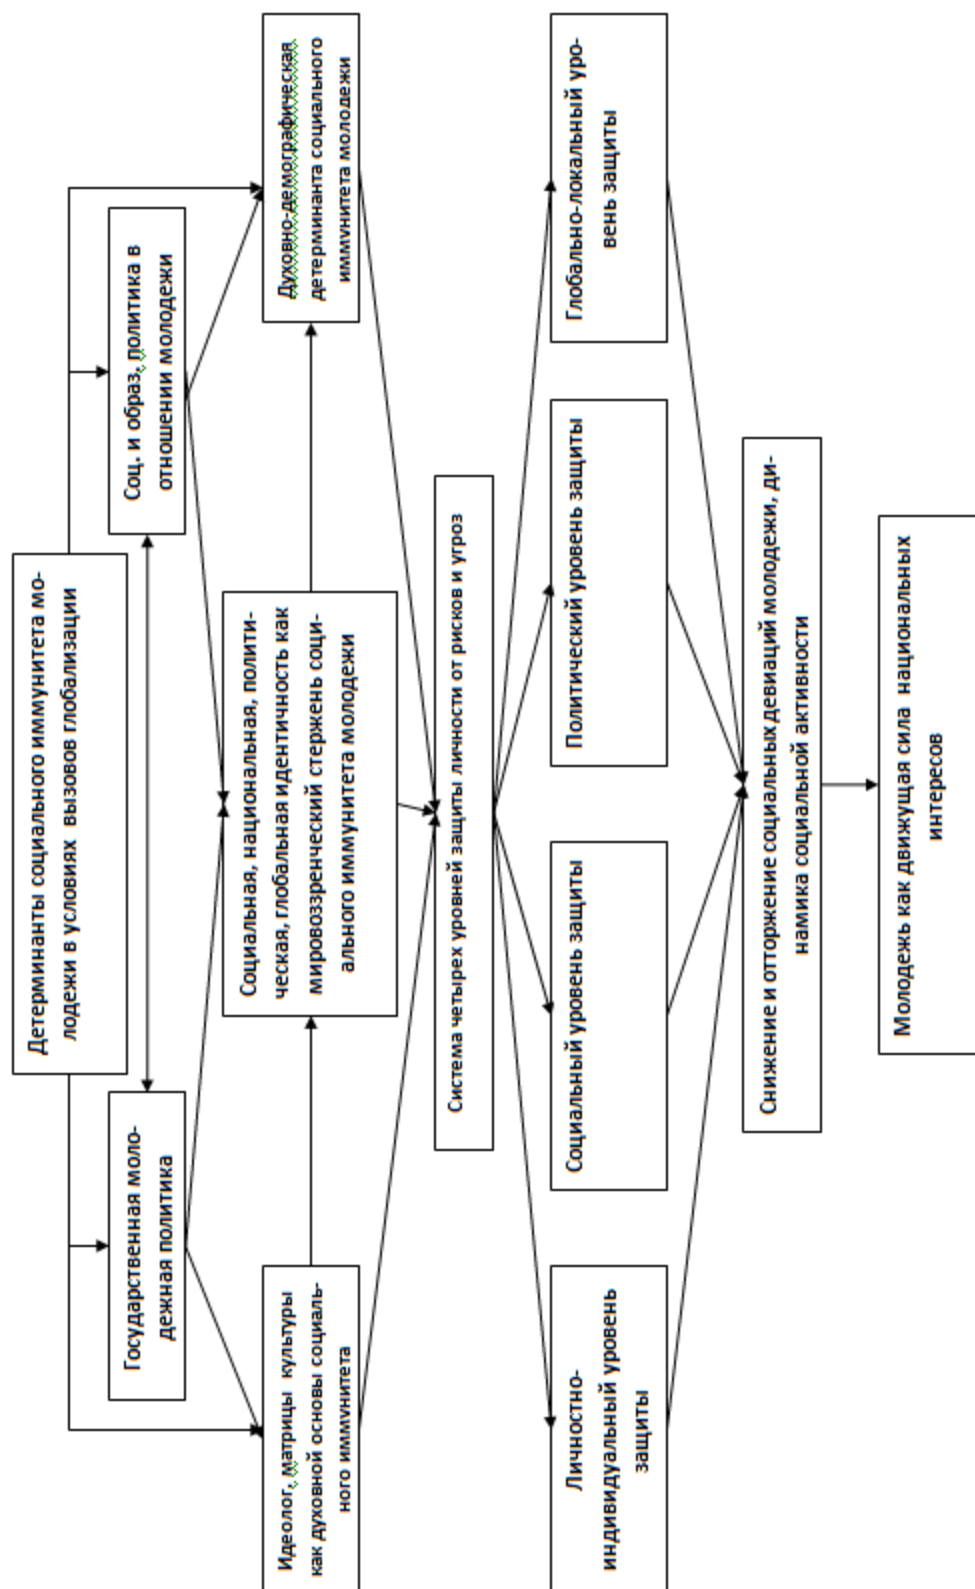 Детерминанты социального иммунитета мо-
лодежи в условиях вызовов глобализации
Государственная моло-
дежная политика
Соц. и образ. политика в
отношении молодежи
Идеолог. матрицы культуры
как духовной основы социаль-
ного иммунитета
Социальная, национальная, полити-
ческая, глобальная идентичность как
мировоззренческий стержень соци-
ального иммунитета молодежи
Духовно-демографическая
детерминанта социального
иммунитета молодежи
Система четырех уровней защиты личности от рисков и угроз
Личностно-
индивидуальный уровень
защиты
Социальный уровень защиты
Политический уровень защиты
Глобально-локальный уро-
вень защиты
Снижение и отторжение социальных девиаций молодежи, ди-
намика социальной активности
Молодежь как движущая сила национальных
интересов